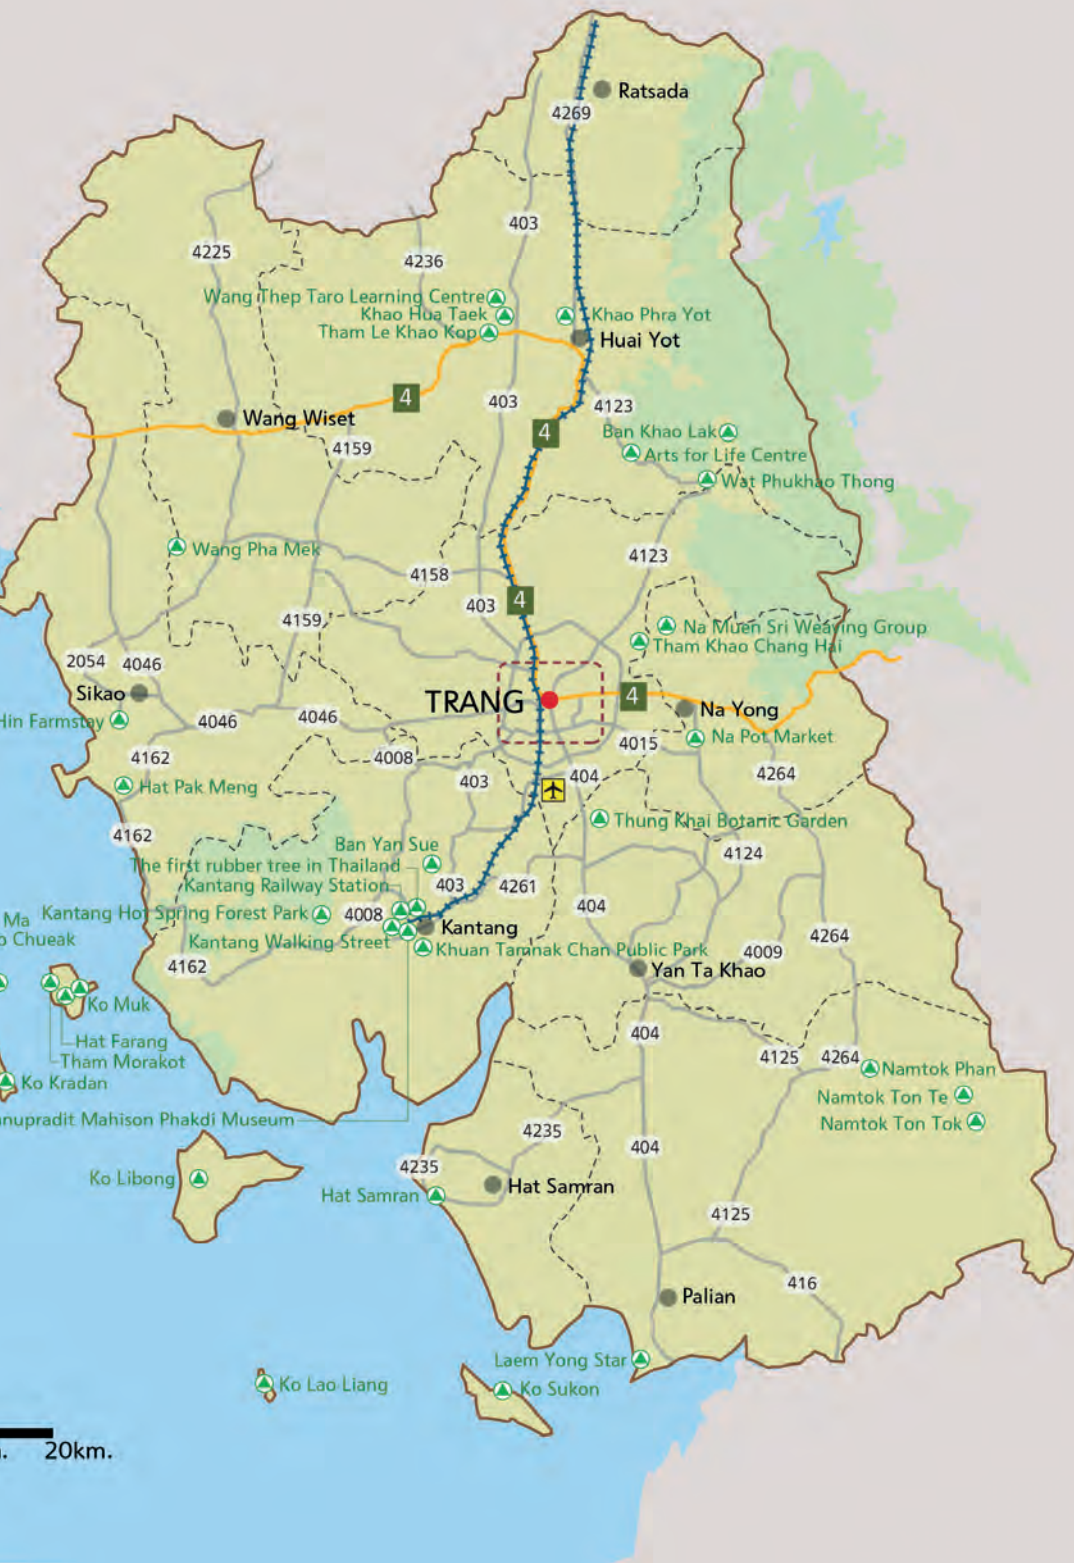 Ratsada
4269
403
4225
4236
Wang Thep Taro Learning Centre
Khao Hua Taek
Khao Phra Yot
Tham Le Khao Kop
Huai Yot
4
403
4123
Wang Wiset
4
Ban Khao Lak
4159
Arts for Life Centre
Wat Phukhao Thong
Wang Pha Mek
4123
4158
403
4
4159
Na Muen Sri Weaving Group
Tham Khao Chang Hai
2054
4046
Sikao
TRANG
4
Na Yong
Hin Farmstay
4046
4046
4015
Na Pot Market
4162
4008
403
404
4264
Hat Pak Meng
Thung Khai Botanic Garden
4162
Ban Yan Sue
4124
The first rubber tree in Thailand
Kantang Railway Station
403
4261
404
Kantang Hot Spring Forest Park
4008
Ma
Kantang
4264
Chueak
Kantang Walking Street
Khuan Tamnak Chan Public Park
4009
4162
Yan Ta Khao
Ko Muk
404
Hat Farang
4125
4264
Tham Morakot
Namtok Phan
Ko Kradan
Namtok Ton Te
Mahison Phakdi Museum
Namtok Ton Tok
4235
404
4235
Ko Libong
Hat Samran
Hat Samran
4125
416
Palian
Laem Yong Star
Ko Lao Liang
Ko Sukon
20km.